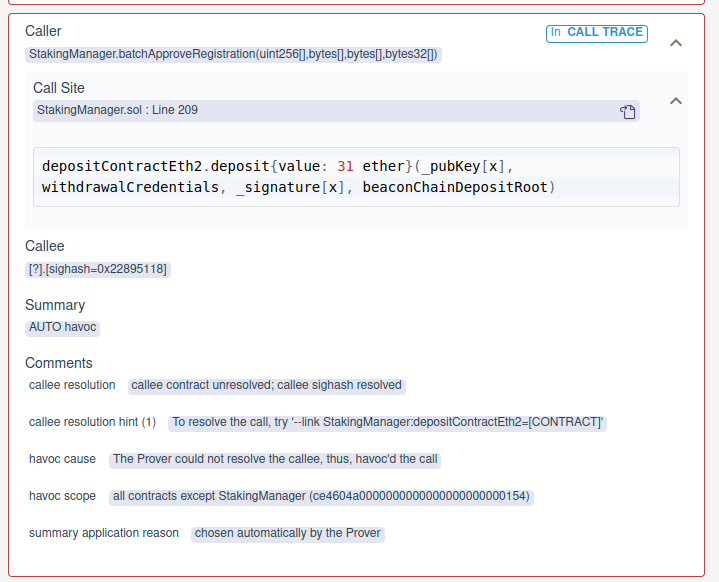 Caller
In CALL TRACE
StakingManager.batchApproveRegistration(uint256[],bytes[],bytes[],bytes32[])
Call Site
StakingManager.sol : Line 209
depositContractEth2.deposit{value: 31 ether}(_pubKey[x],
withdrawalCredentials, _signature[x], beaconChainDepositRoot)
Callee
[?].[sighash=0x22895118]
Summary
AUTO havoc
Comments
callee resolution callee contract unresolved; callee sighash resolved
callee resolution hint (1) To resolve the call, try '--link StakingManager:depositContractEth2=[CONTRACT]'
havoc cause The Prover could not resolve the callee, thus, havoc'd the call
havoc scope all contracts except StakingManager (ce4604a0000000000000000000000154)
summary application reason chosen automatically by the Prover